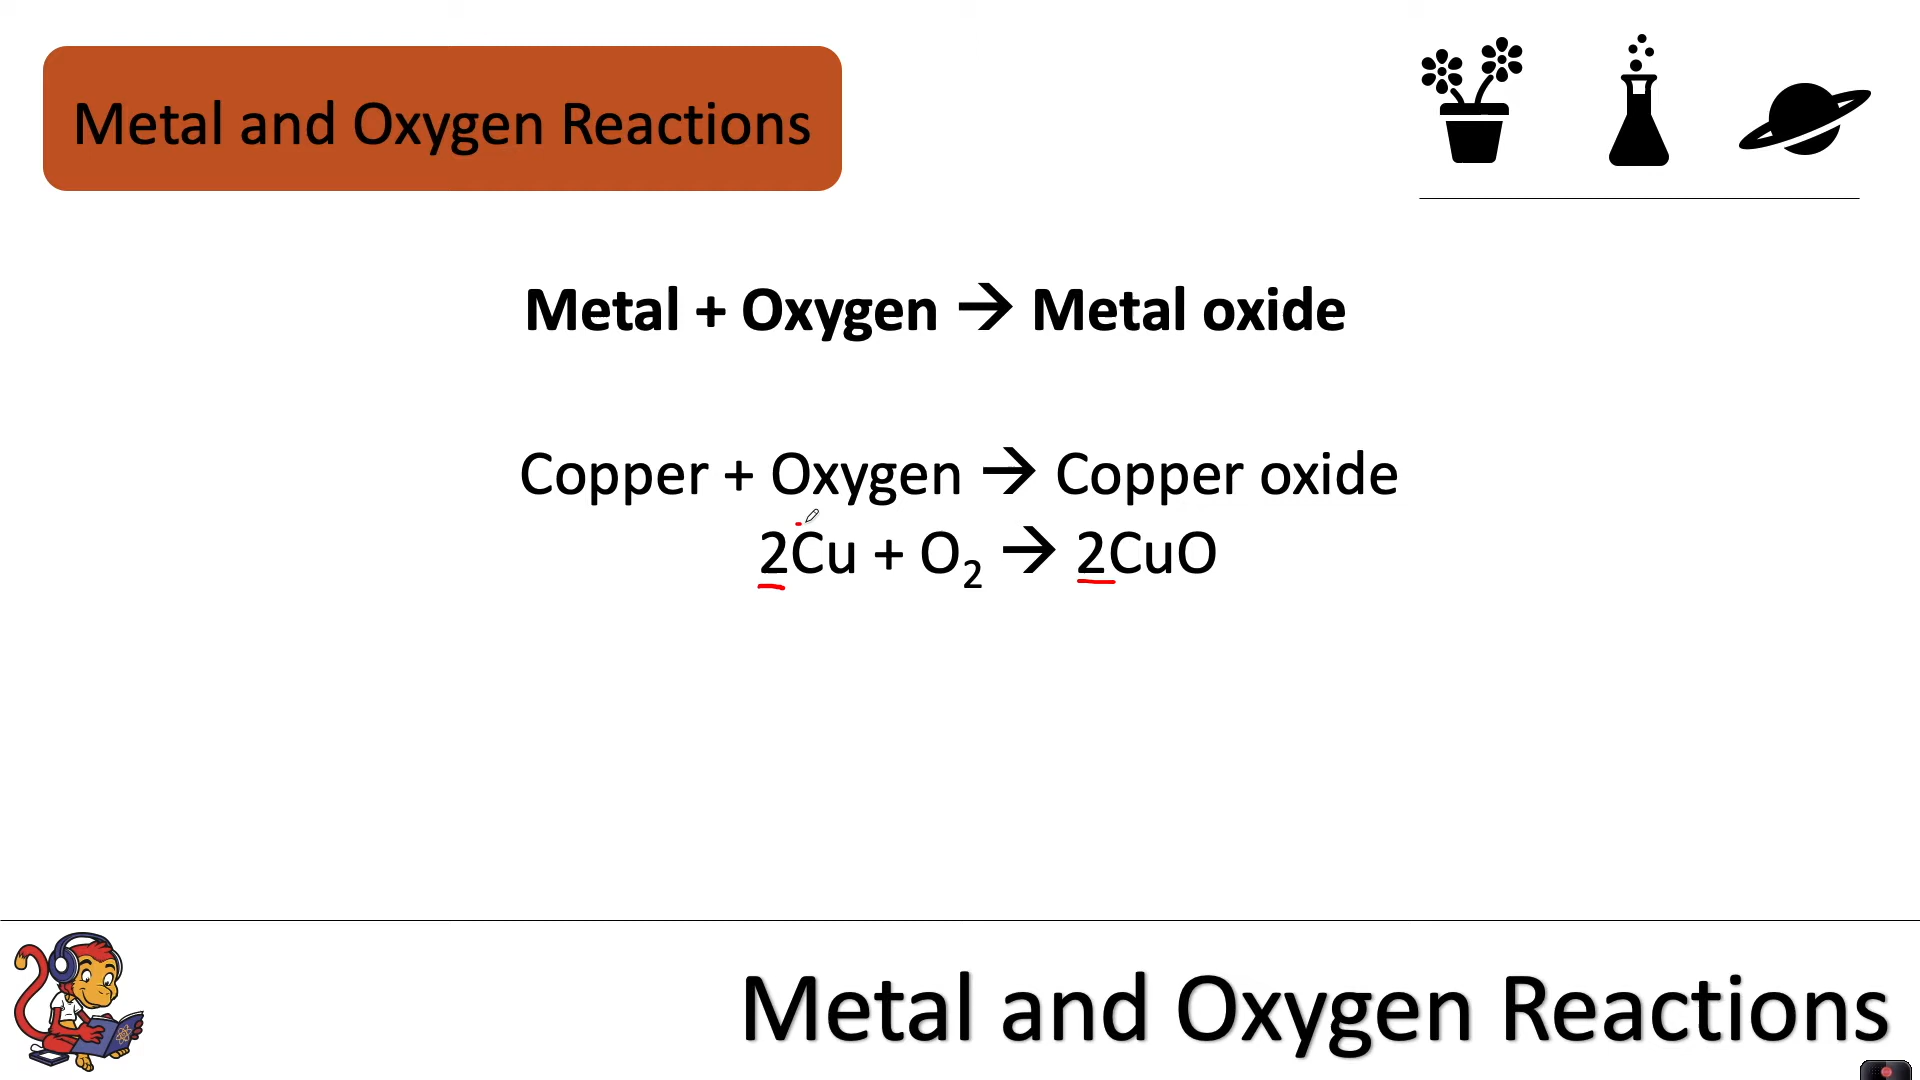 Metal and Oxygen Reactions
Metal + Oxygen → Metal oxide
Copper + Oxygen → Copper oxide
2Cu + O₂ → 2CuO
Metal and Oxygen Reactions